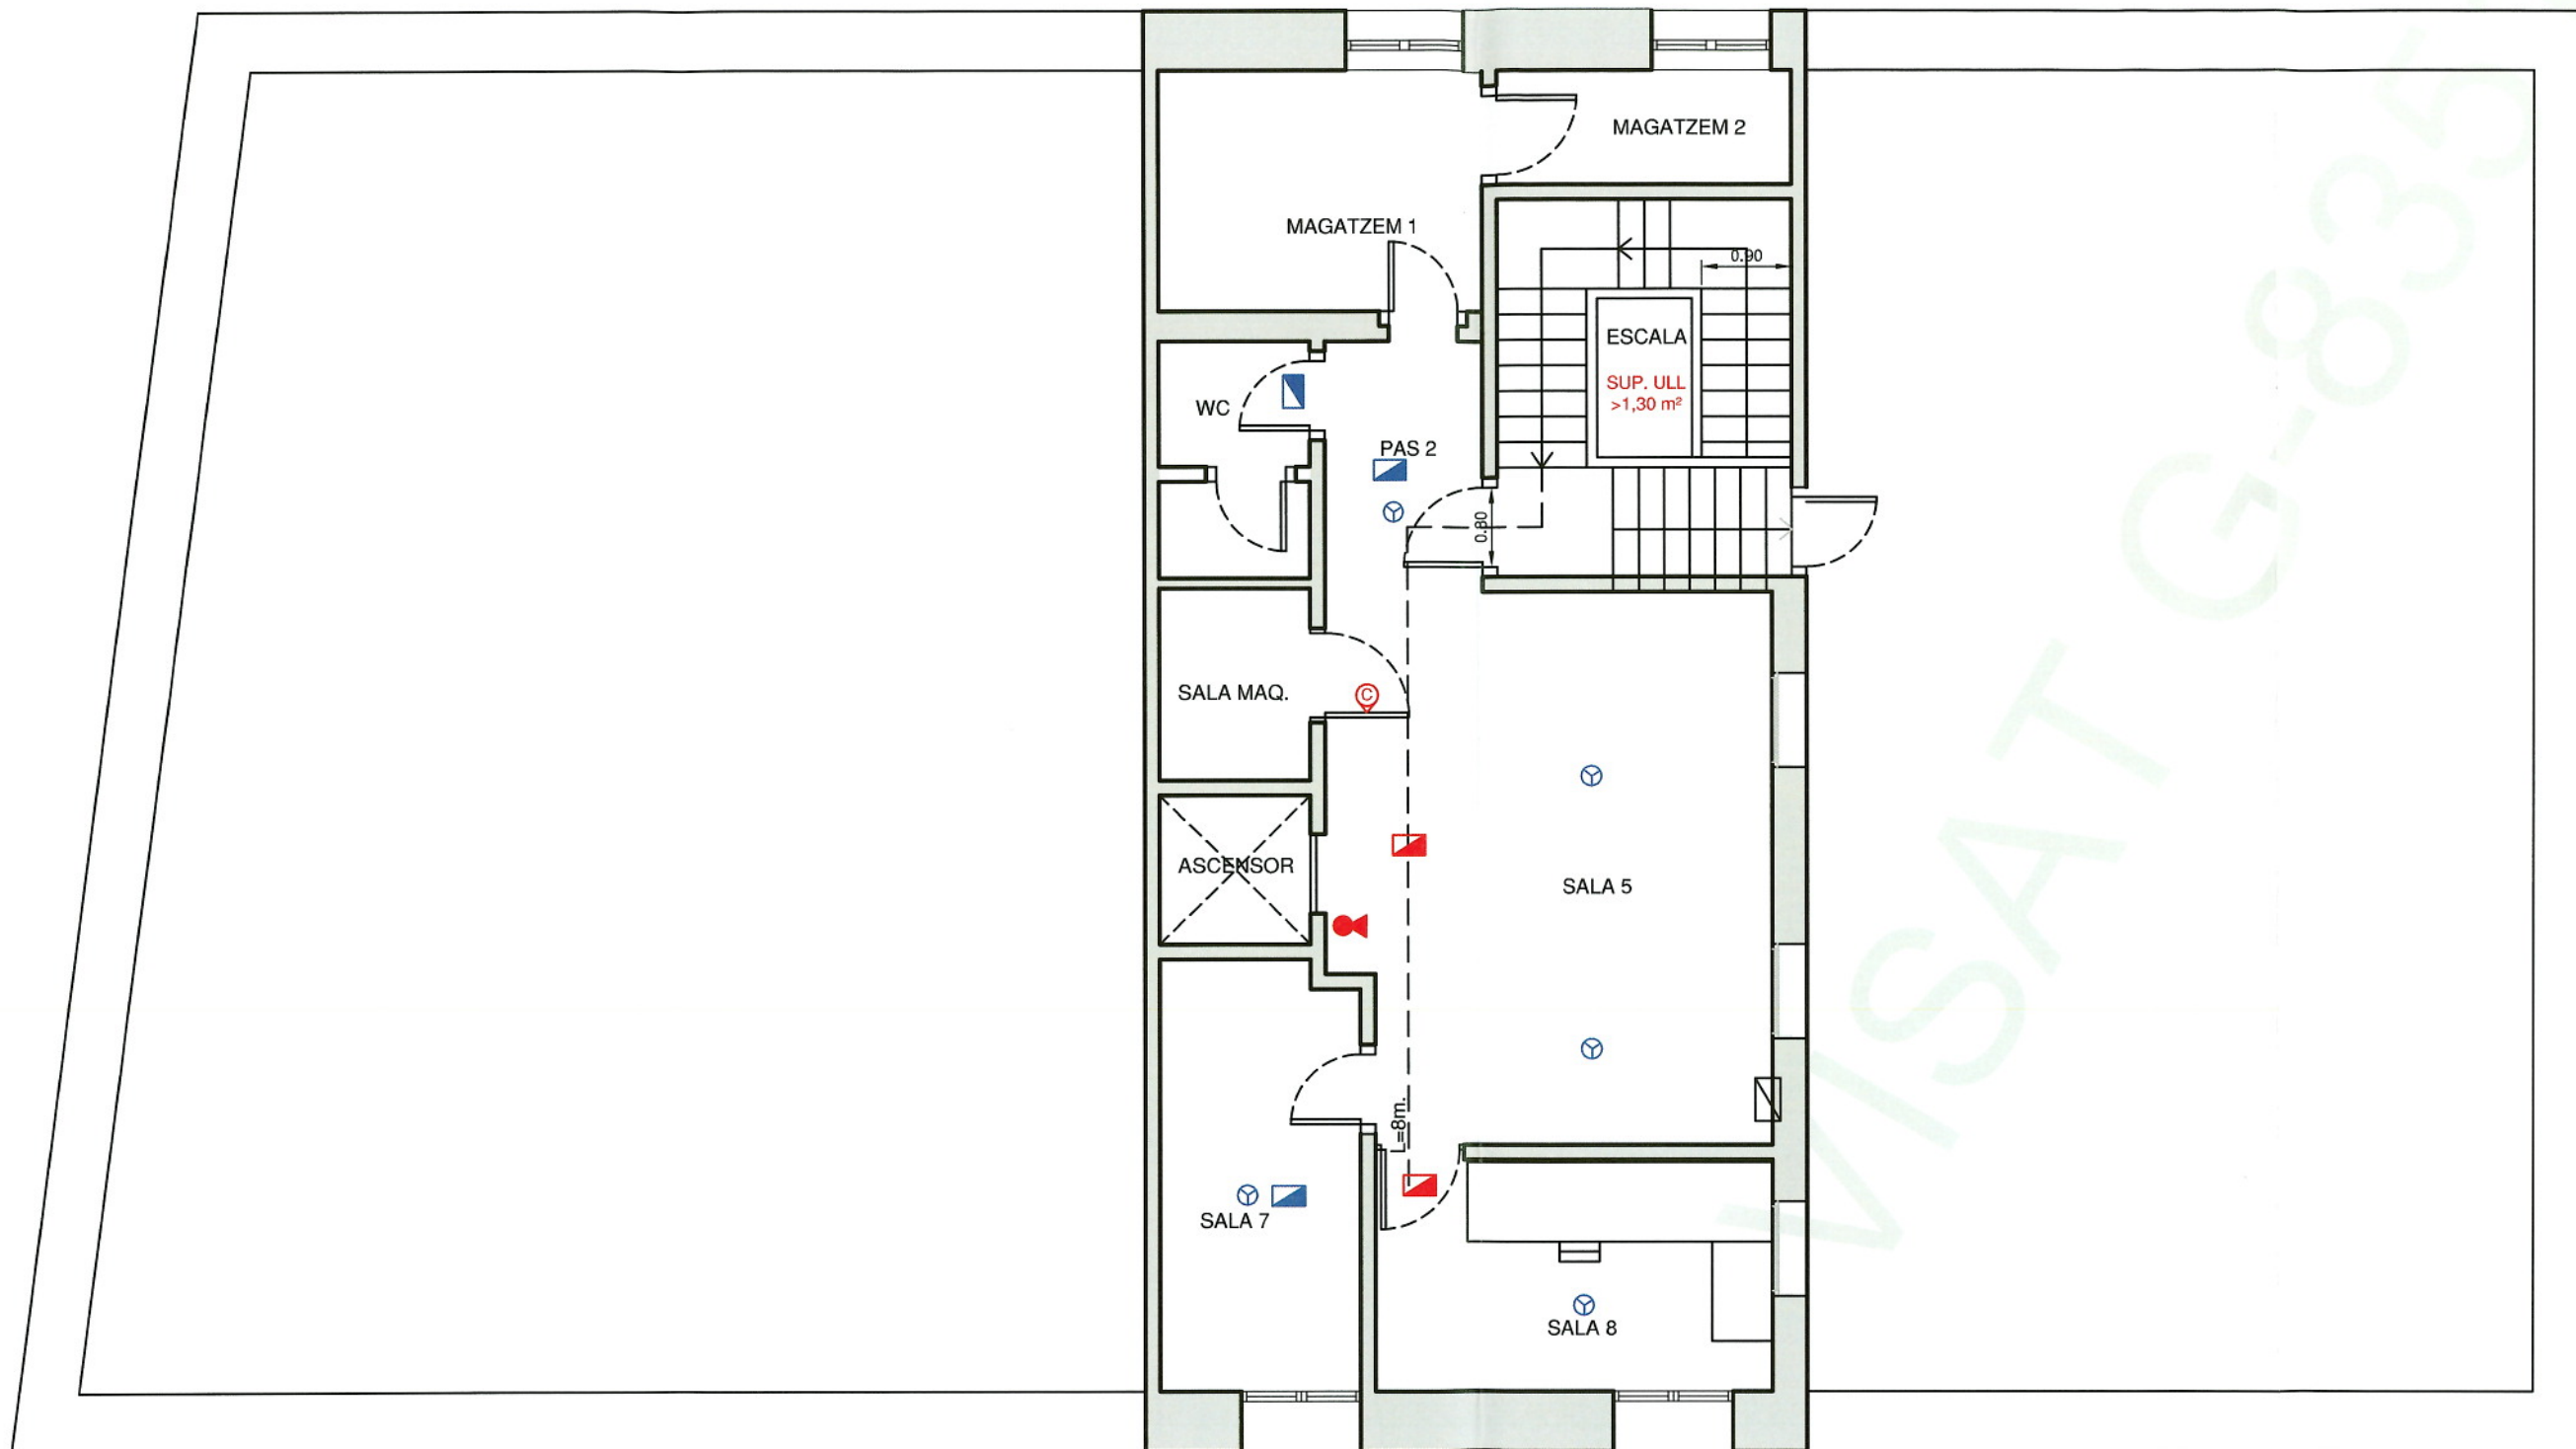 MAGATZEM 2
MAGATZEM 1
0.90
ESCALA
SUP. ULL
>1,30 m²
WC
PAS 2
0.80
SALA MAQ.
C
ASCENSOR
SALA 5
L=8m.
SALA 7
SALA 8
VISAT G-835